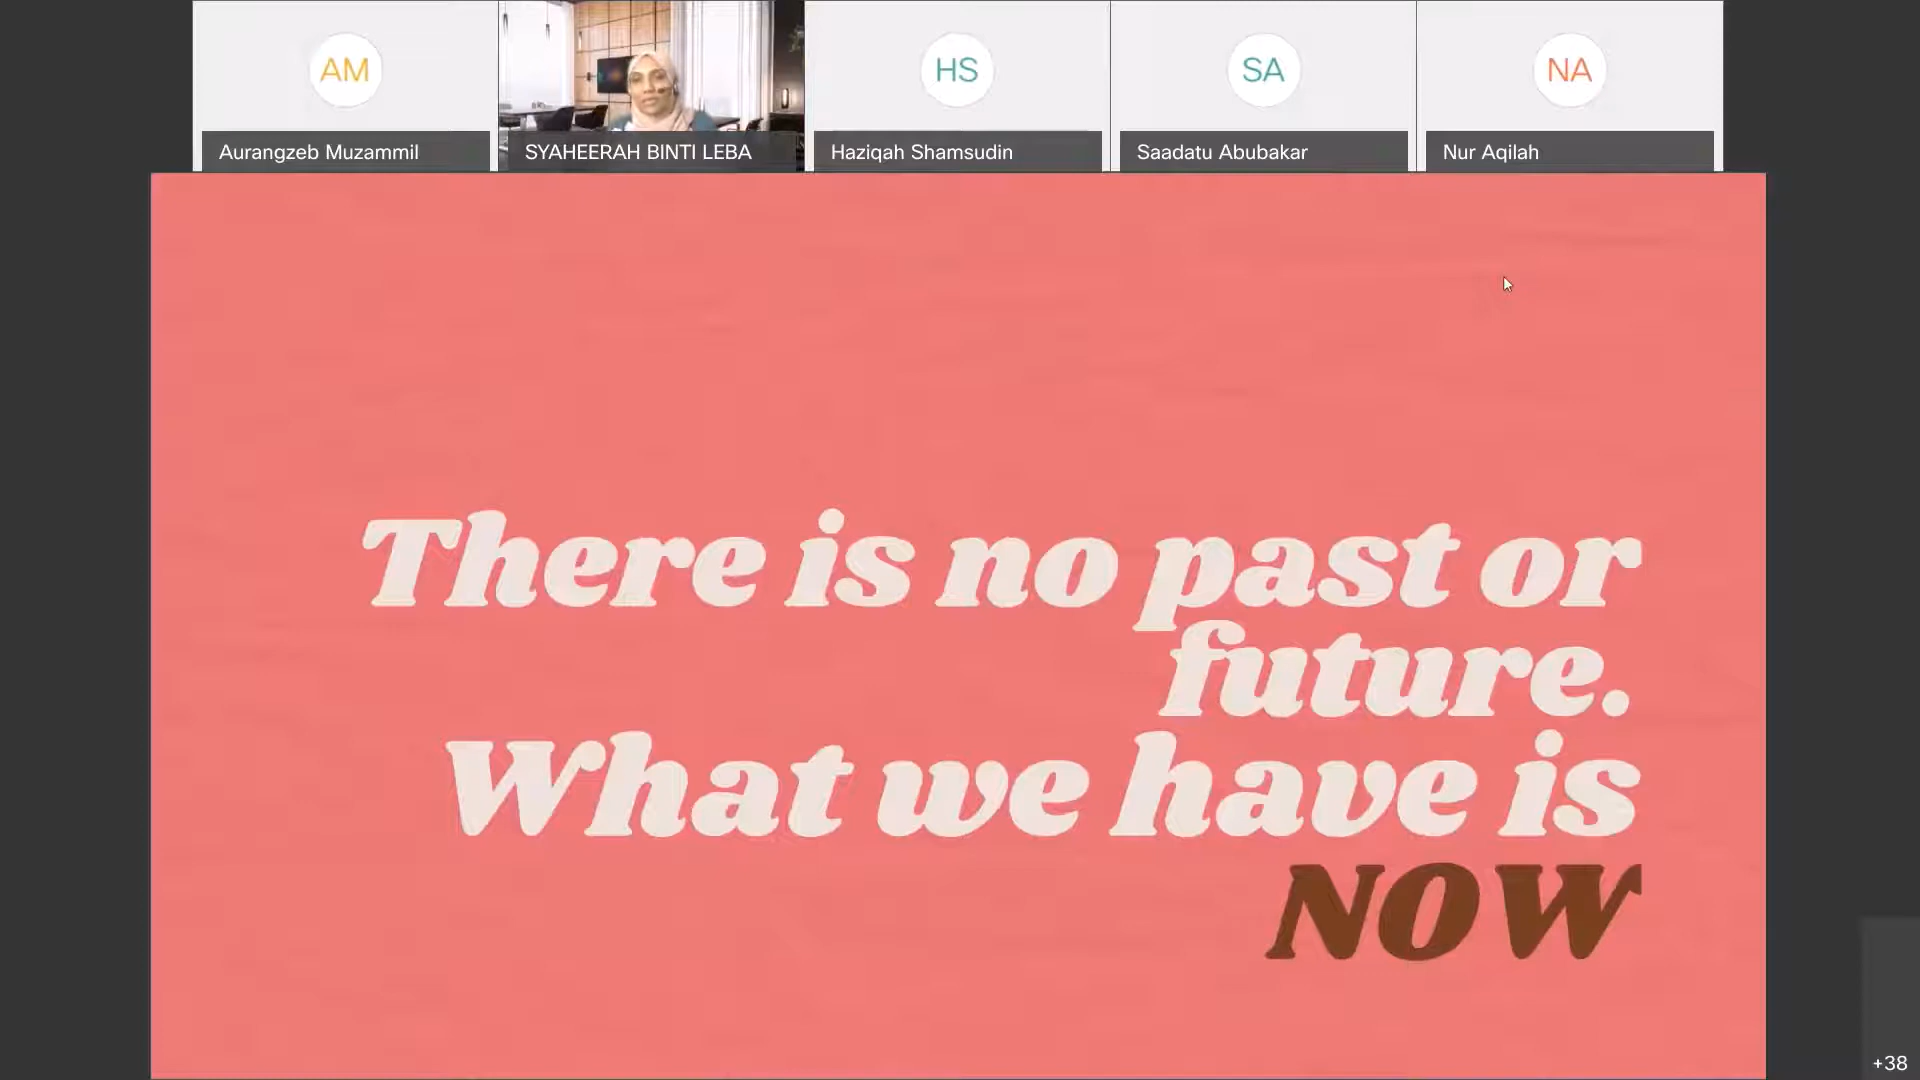 AM
HS
SA
NA
Aurangzeb Muzammil
SYAHEERAH BINTI LEBA
Haziqah Shamsudin
Saadatu Abubakar
Nur Aqilah
There is no past or
future.
What we have is
NOW
+38